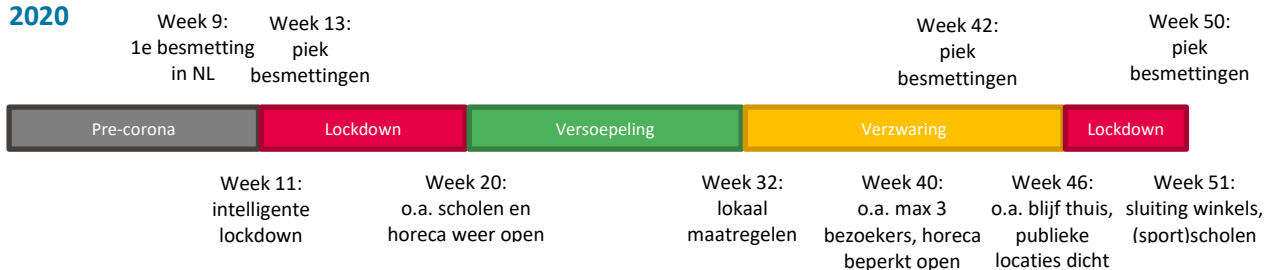 2020
Week 9:
1e besmetting
in NL
Week 13:
piek
besmettingen
Week 42:
piek
besmettingen
Week 50:
piek
besmettingen
Pre-corona
Lockdown
Versoepeling
Verzwaring
Lockdown
Week 11:
intelligente
lockdown
Week 20:
o.a. scholen en
horeca weer open
Week 32:
lokaal
maatregelen
Week 40:
o.a. max 3
bezoekers, horeca
beperkt open
Week 46:
o.a. blijf thuis,
publieke
locaties dicht
Week 51:
sluiting winkels,
(sport)scholen